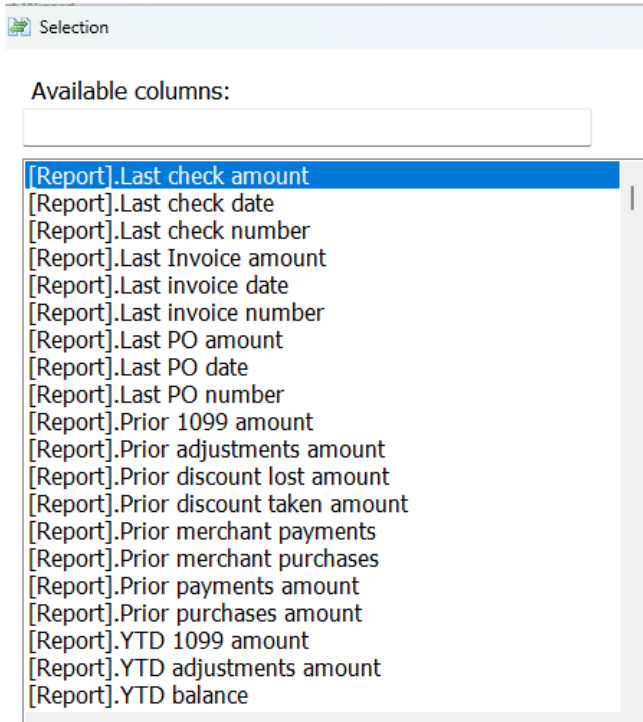 Selection
Available columns:
[Report].Last check amount
[Report].Last check date
[Report].Last check number
[Report].Last Invoice amount
[Report].Last invoice date
[Report].Last invoice number
[Report].Last PO amount
[Report].Last PO date
[Report].Last PO number
[Report].Prior 1099 amount
[Report].Prior adjustments amount
[Report].Prior discount lost amount
[Report].Prior discount taken amount
[Report].Prior merchant payments
[Report].Prior merchant purchases
[Report].Prior payments amount
[Report].Prior purchases amount
[Report].YTD 1099 amount
[Report].YTD adjustments amount
[Report].YTD balance